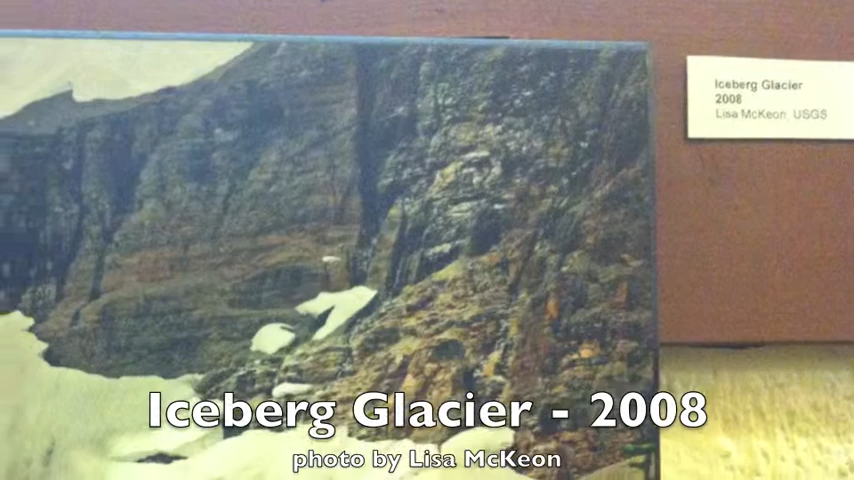 Iceberg Glacier
2008
Lisa McKeon, USGS
Iceberg Glacier - 2008
photo by Lisa McKeon